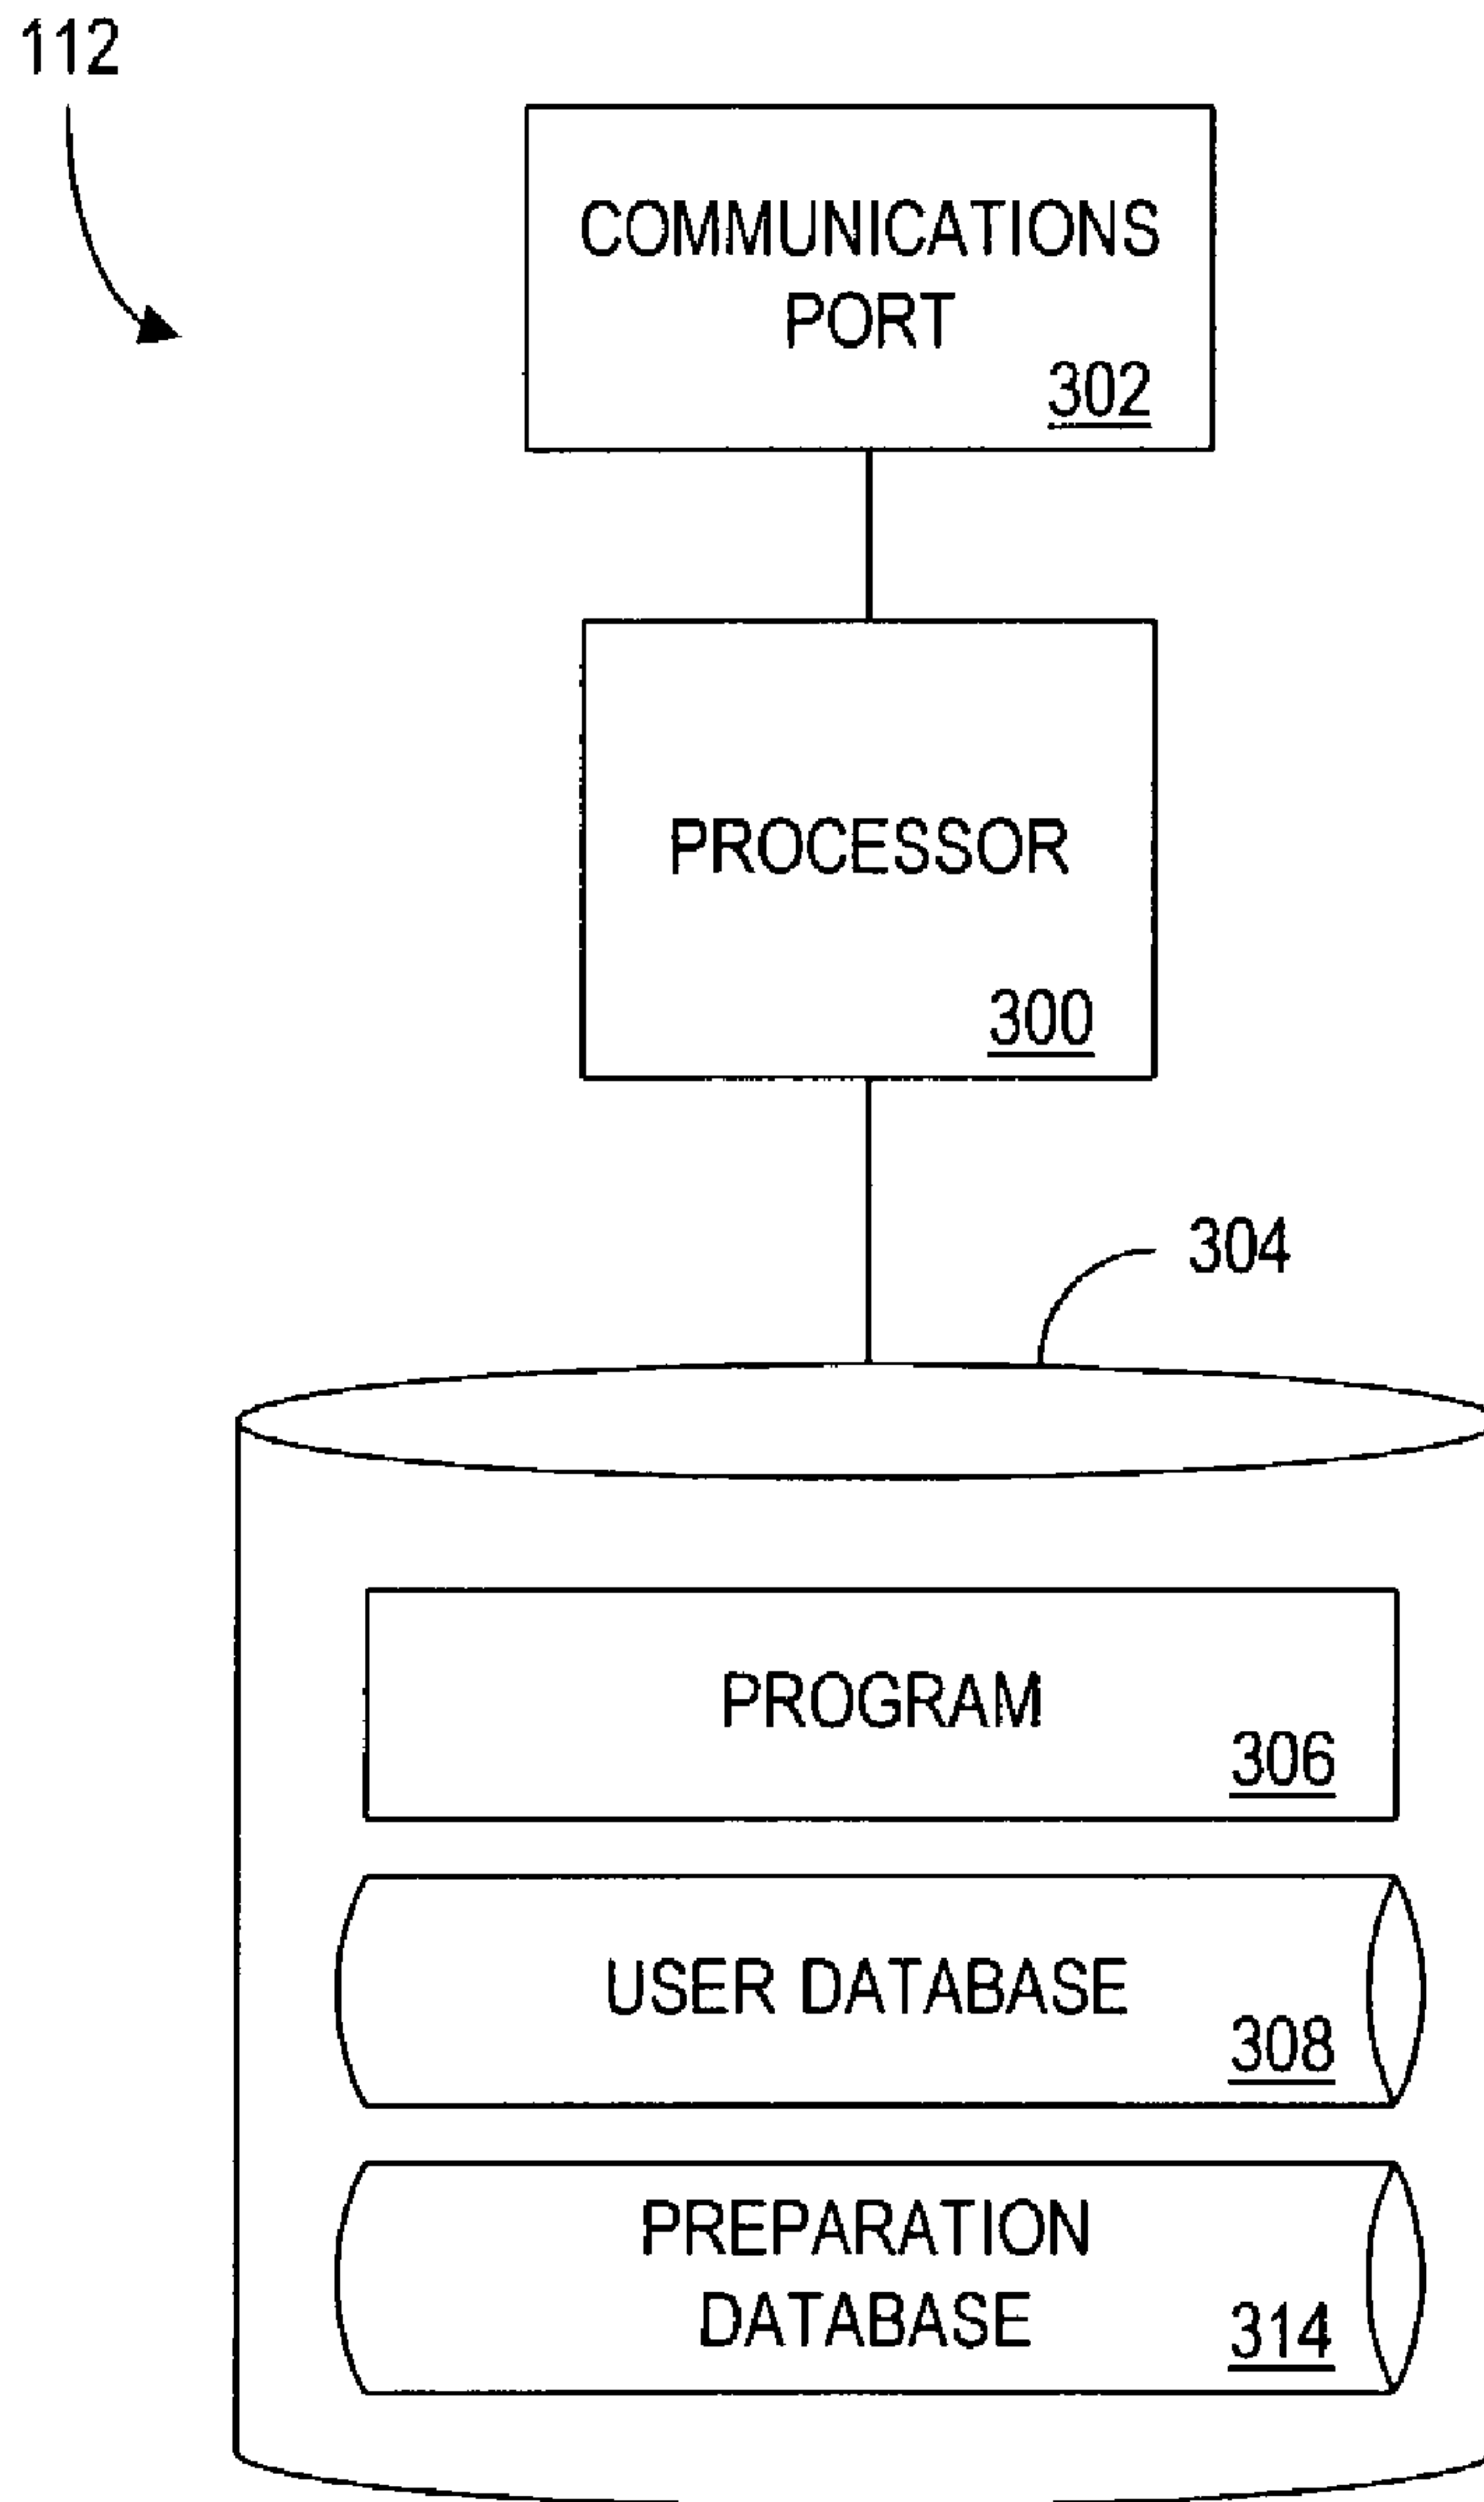 112
COMMUNICATIONS
PORT
302
PROCESSOR
300
304
PROGRAM
306
USER DATABASE
308
PREPARATION
DATABASE
314